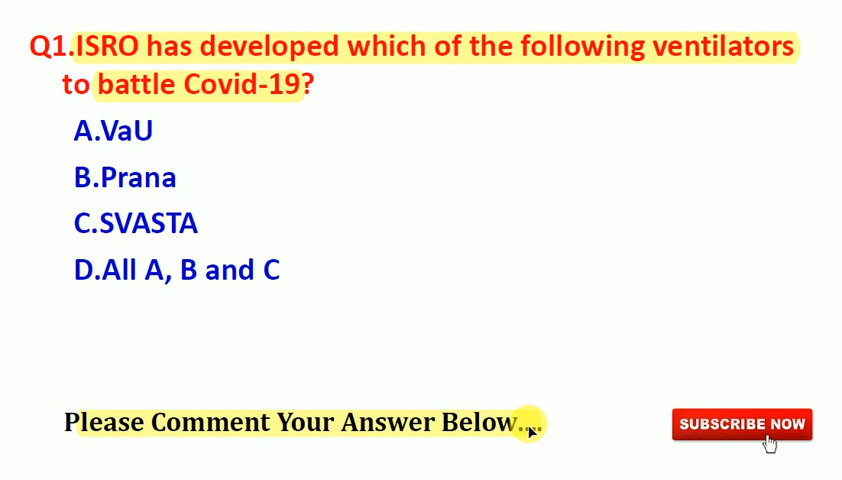 Q1.ISRO has developed which of the following ventilators
to battle Covid-19?
A.VaU
B.Prana
C.SVASTA
D.All A, B and C
Please Comment Your Answer Below....
SUBSCRIBE NOW